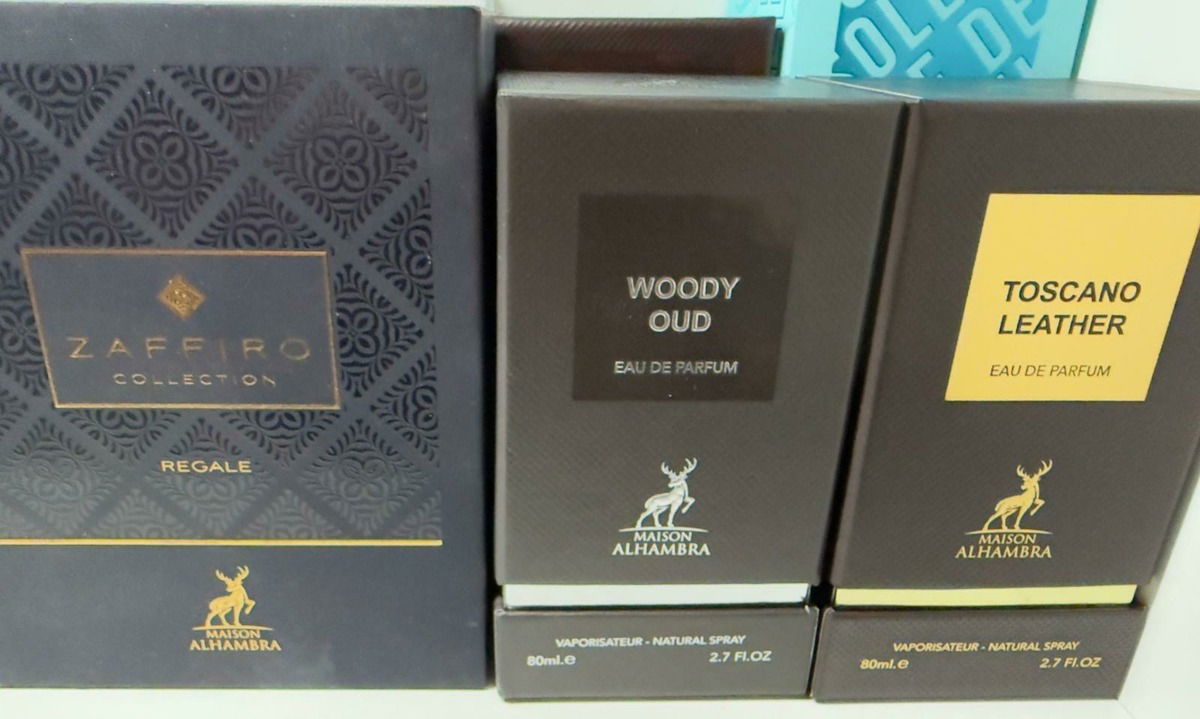 ZAFFIRO
COLLECTION
REGALE
MAISON
ALHAMBRA
WOODY
OUD
EAU DE PARFUM
MAISON
ALHAMBRA
VAPORISATEUR - NATURAL SPRAY
80ml.e 2.7 Fl.OZ
TOSCANO
LEATHER
EAU DE PARFUM
MAISON
ALHAMBRA
VAPORISATEUR - NATURAL SPRAY
80ml.e 2.7 Fl.OZ